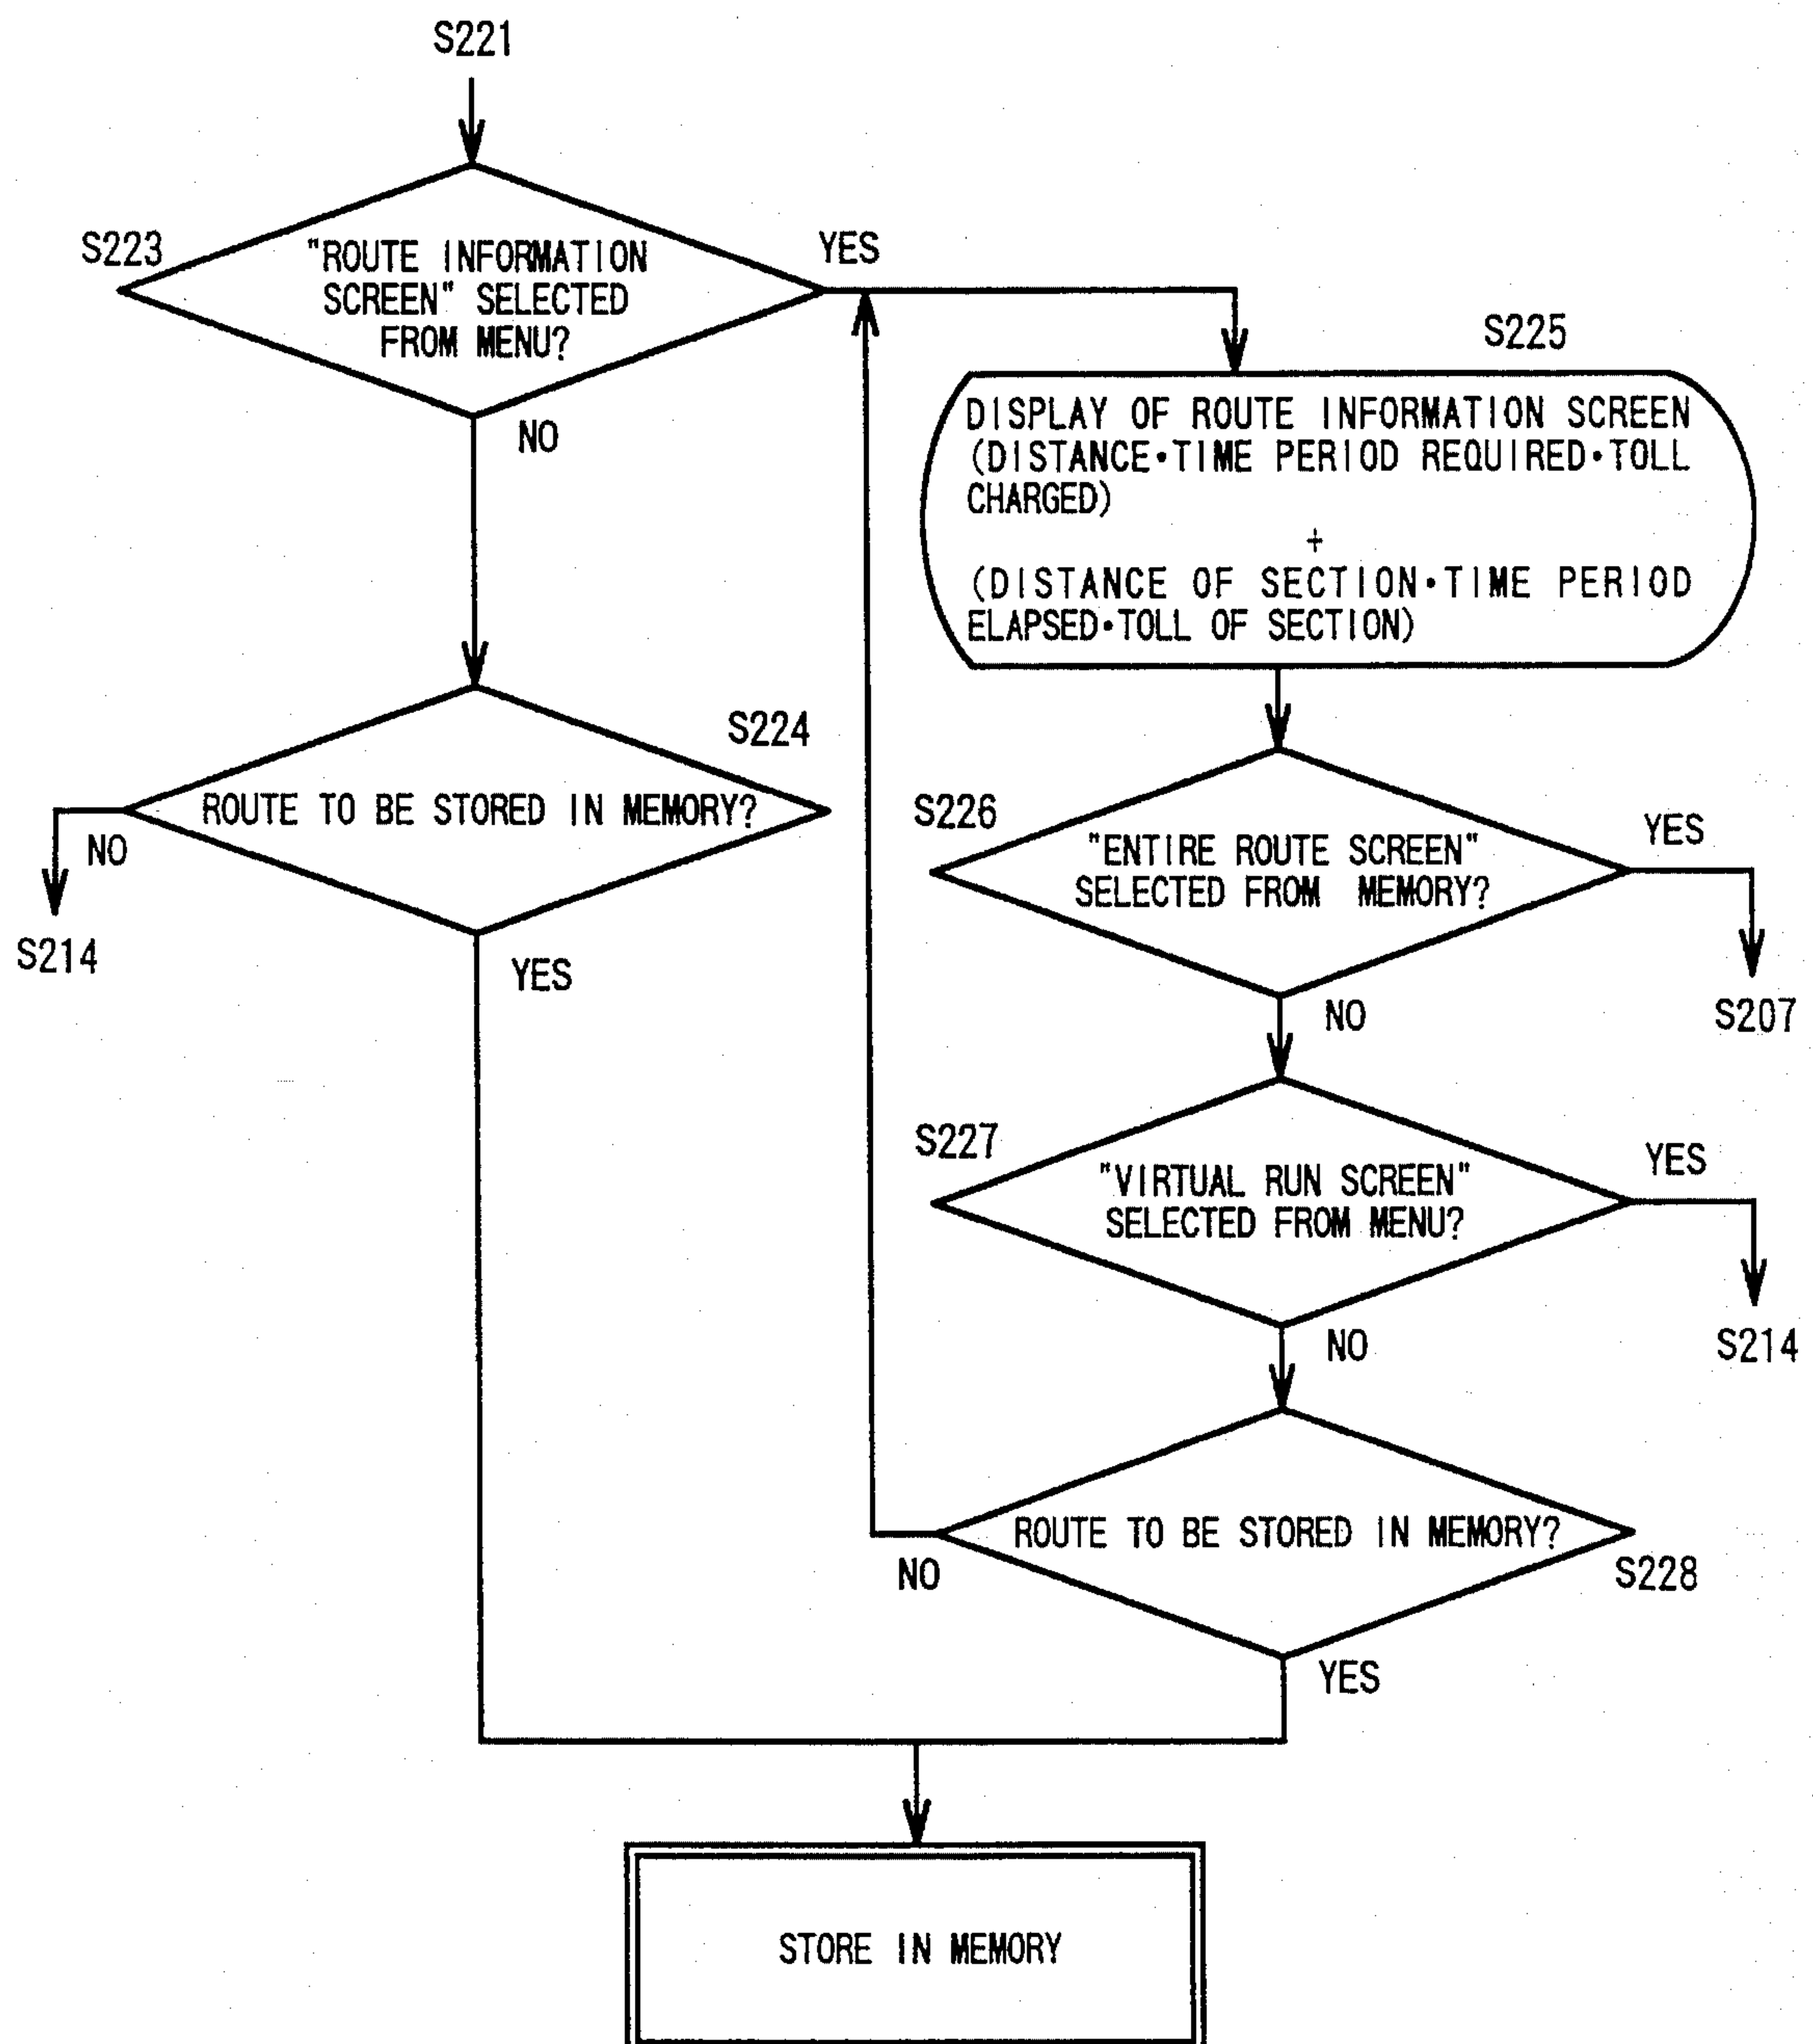 S221
S223
"ROUTE INFORMATION
SCREEN" SELECTED
FROM MENU?
YES
NO
S225
DISPLAY OF ROUTE INFORMATION SCREEN
(DISTANCE•TIME PERIOD REQUIRED•TOLL
CHARGED)
+
(DISTANCE OF SECTION•TIME PERIOD
ELAPSED•TOLL OF SECTION)
S224
ROUTE TO BE STORED IN MEMORY?
NO
S214
YES
S226
"ENTIRE ROUTE SCREEN"
SELECTED FROM MEMORY?
YES
S207
NO
S227
"VIRTUAL RUN SCREEN"
SELECTED FROM MENU?
YES
S214
NO
ROUTE TO BE STORED IN MEMORY?
NO
S228
YES
STORE IN MEMORY